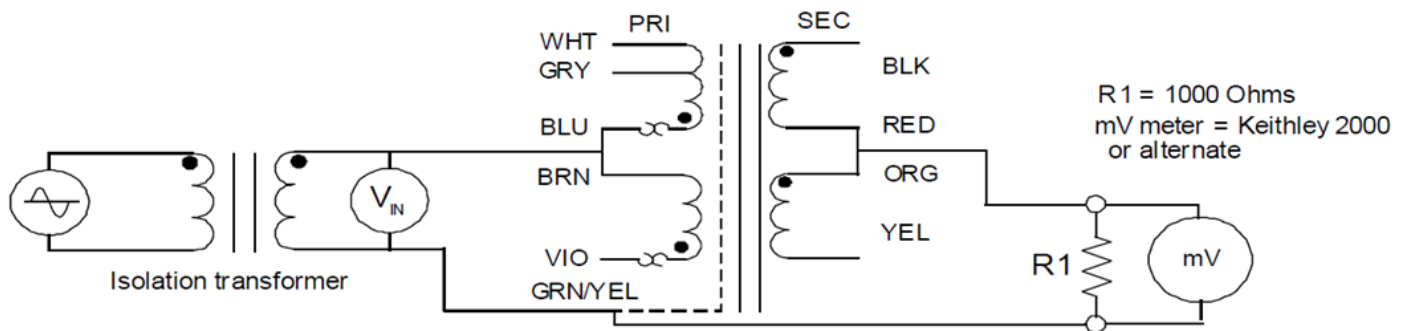 PRI
SEC
WHT
GRY
BLU
BRN
VIO
GRN/YEL
BLK
RED
ORG
YEL
V_IN
Isolation transformer
R1 = 1000 Ohms
mV meter = Keithley 2000
or alternate
R1
mV